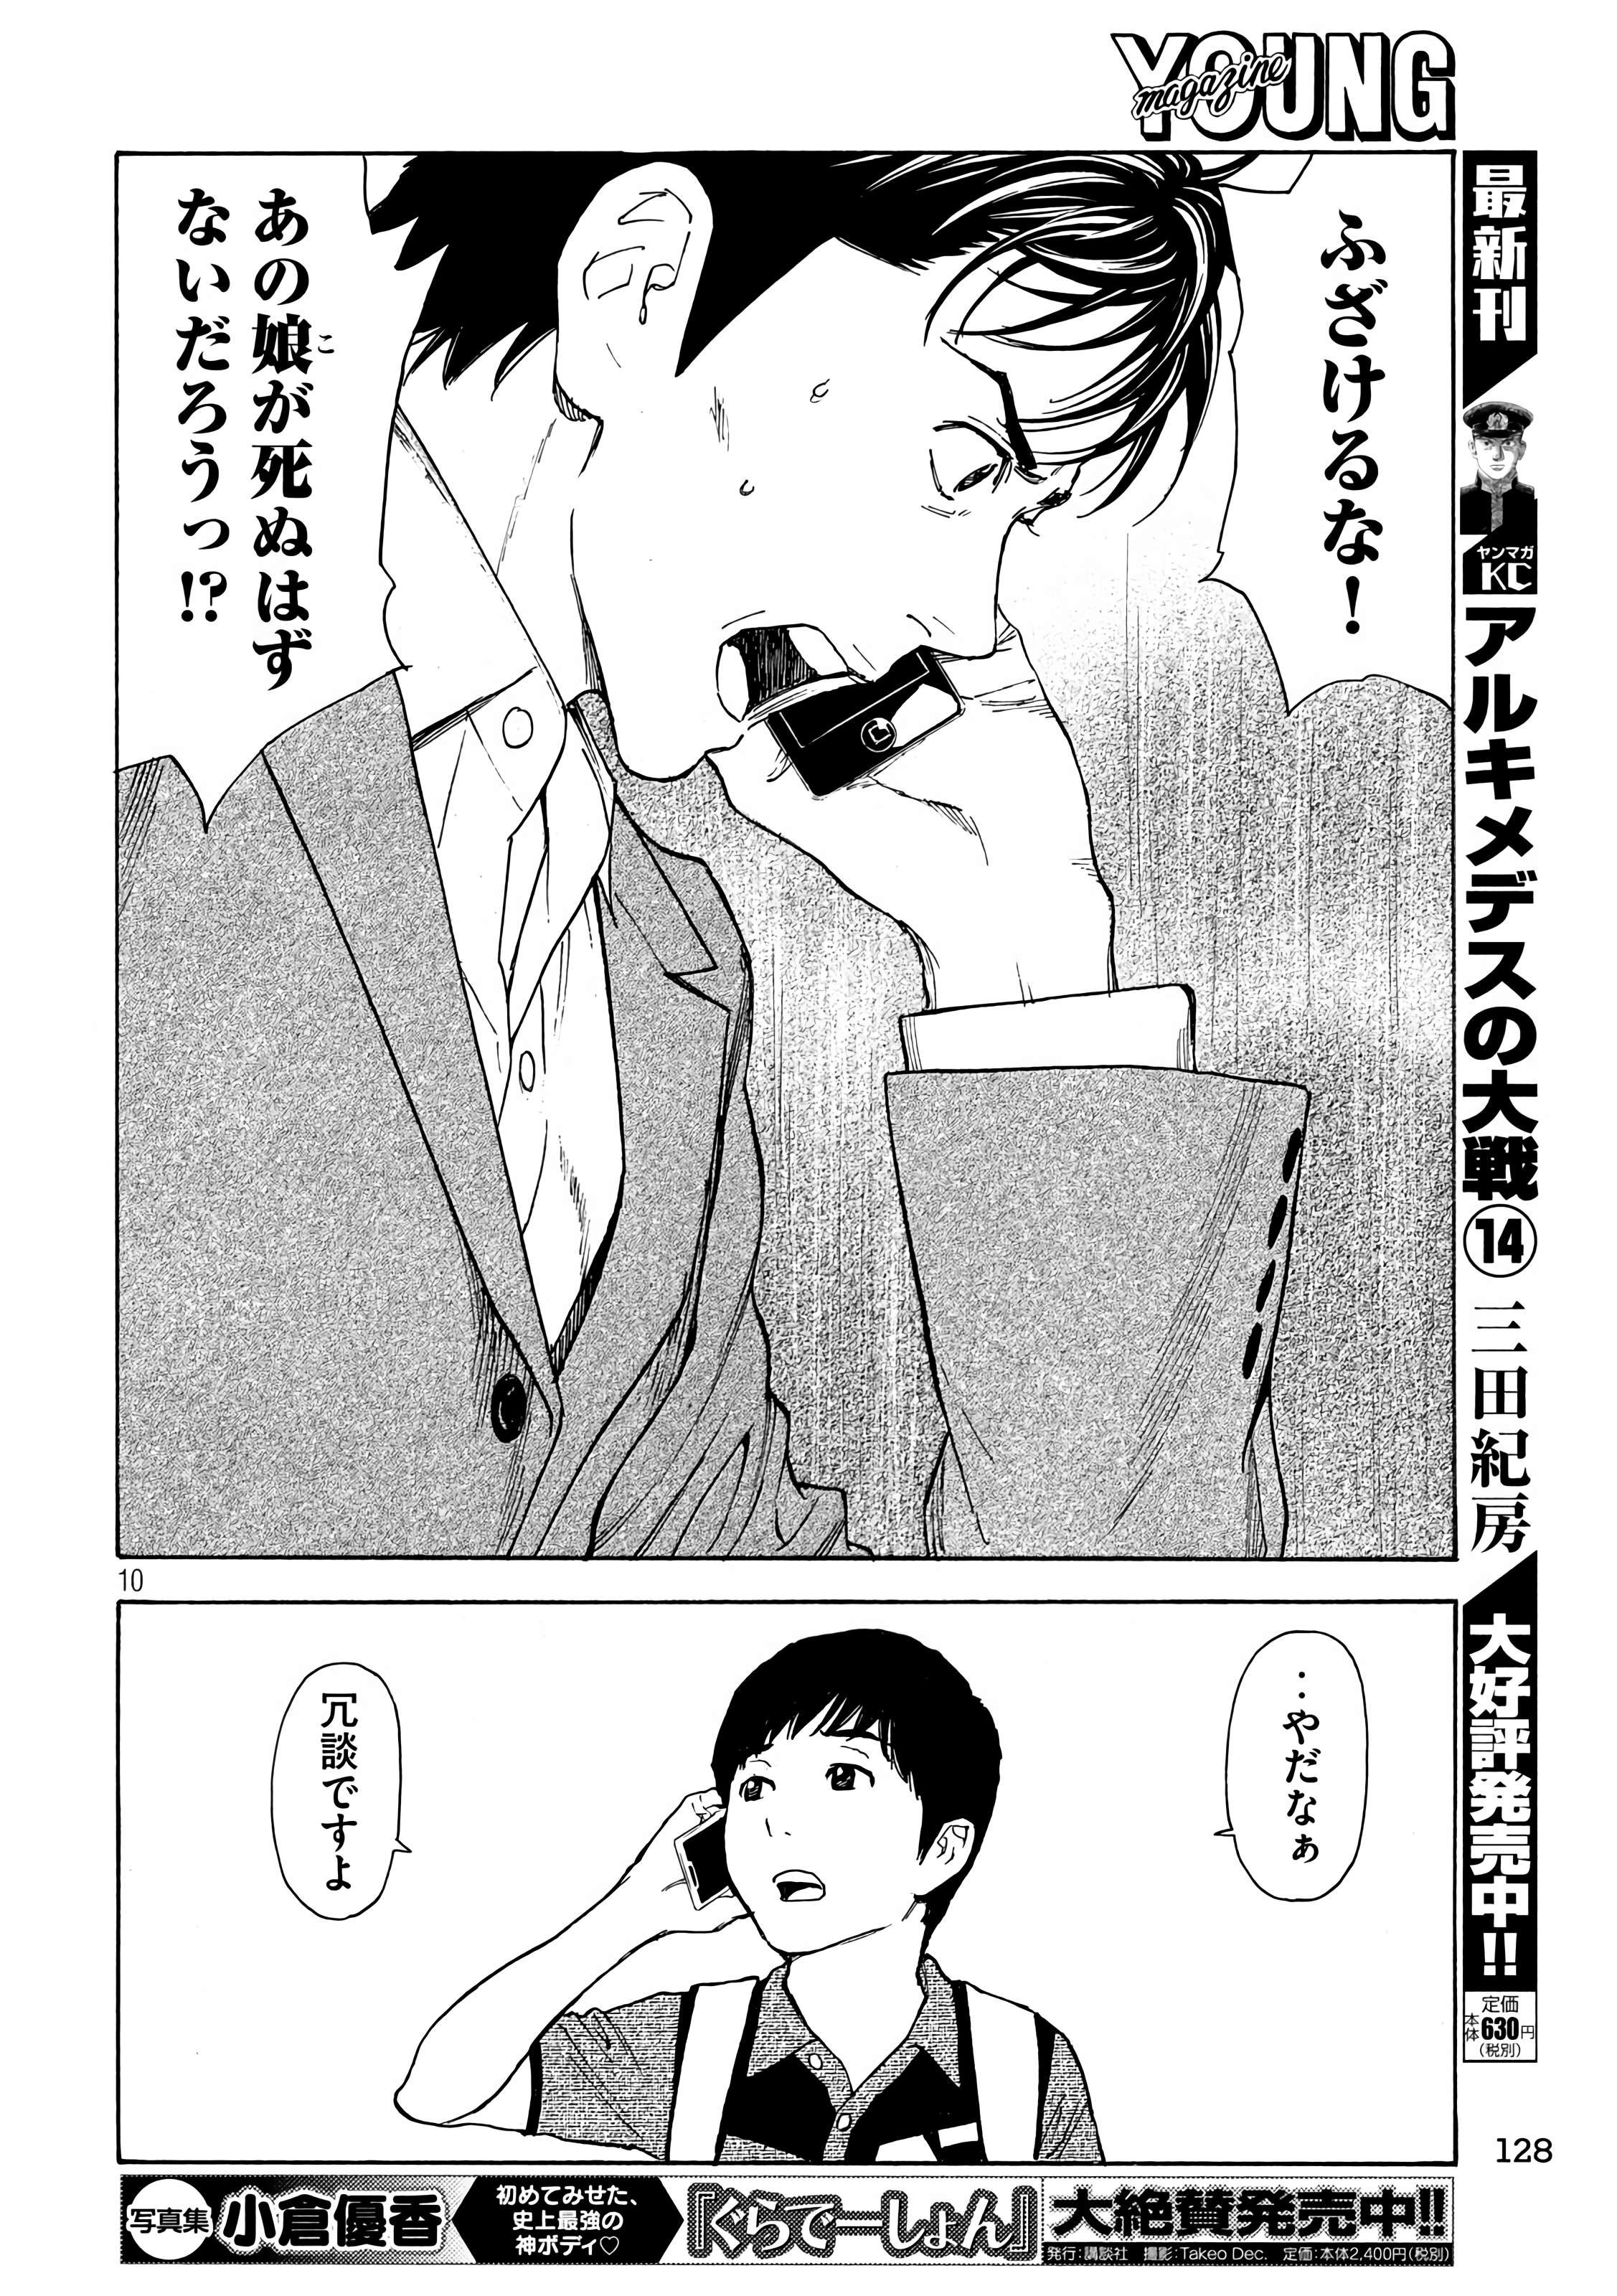 YOUNG
magazine
ふざけるな!
あの娘が死ぬはず
こ
ないだろうっ!?
10
‥やだなぁ
冗談ですよ
最新刊
ヤンマガ
KC
アルキメデスの大戦⑭
三田紀房
大好評発売中!!
定価
本体630円
(税別)
128
写真集
小倉優香
初めてみせた、
史上最強の
神ボディ♡
『ぐらでーしょん』
大絶賛発売中!!
発行:講談社 撮影:Takeo Dec. 定価:本体2,400円(税別)